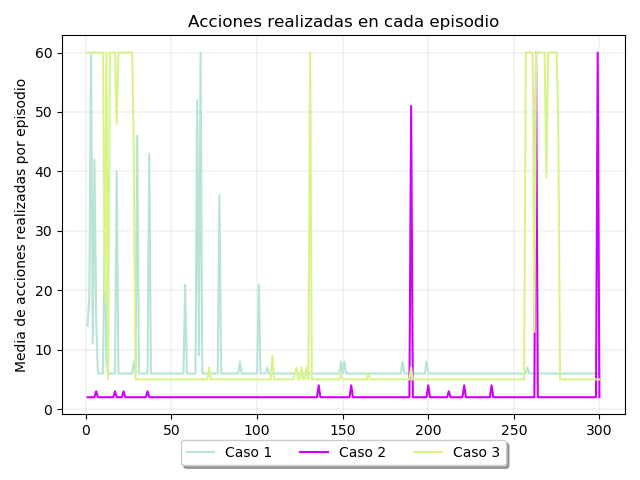 Acciones realizadas en cada episodio
Media de acciones realizadas por episodio
60
50
40
30
20
10
0
0 50 100 150 200 250 300
Caso 1 Caso 2 Caso 3